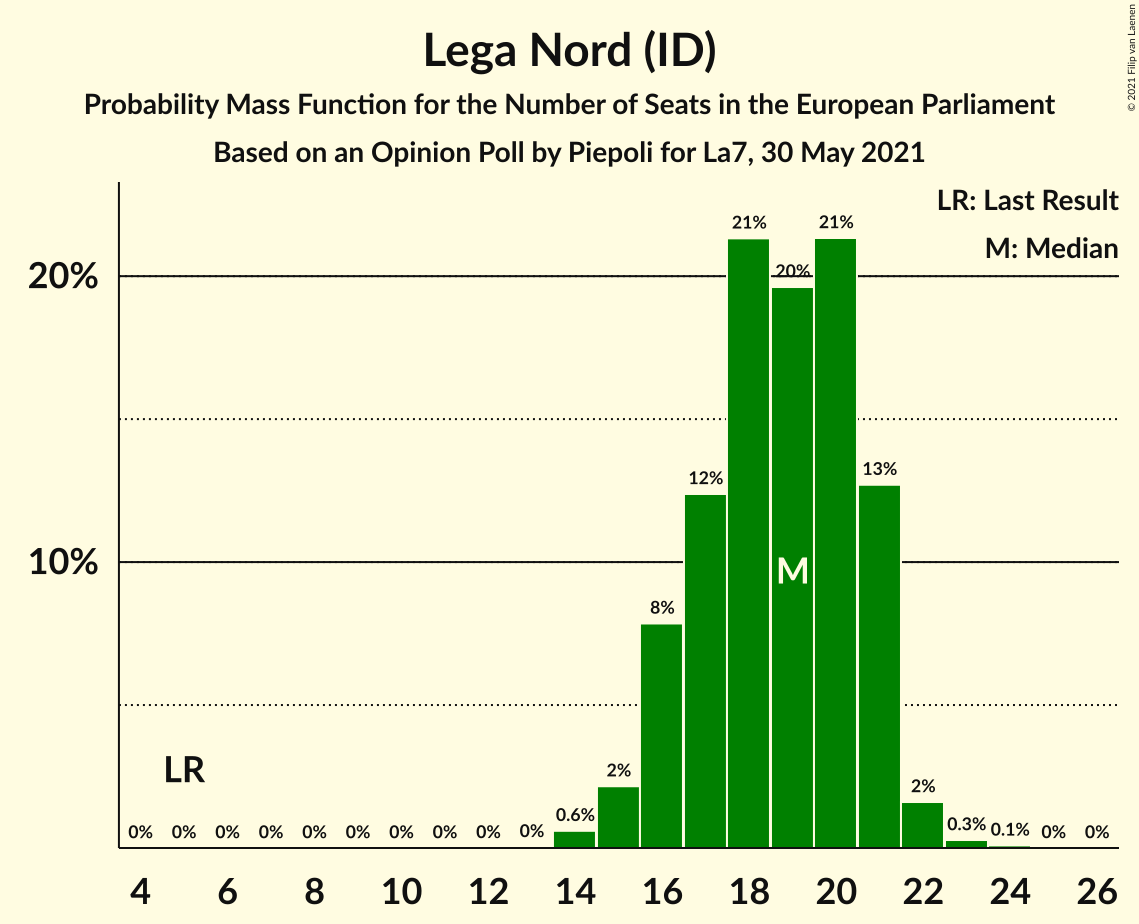 Lega Nord (ID)
Probability Mass Function for the Number of Seats in the European Parliament
Based on an Opinion Poll by Piepoli for La7, 30 May 2021
© 2021 Filip van Laenen
LR: Last Result
M: Median
20%
10%
0% 0% 0% 0% 0% 0% 0% 0% 0% 0% 0.6% 2% 8% 12% 21% 20% 21% 13% 2% 0.3% 0.1% 0% 0%
LR
M
4 6 8 10 12 14 16 18 20 22 24 26